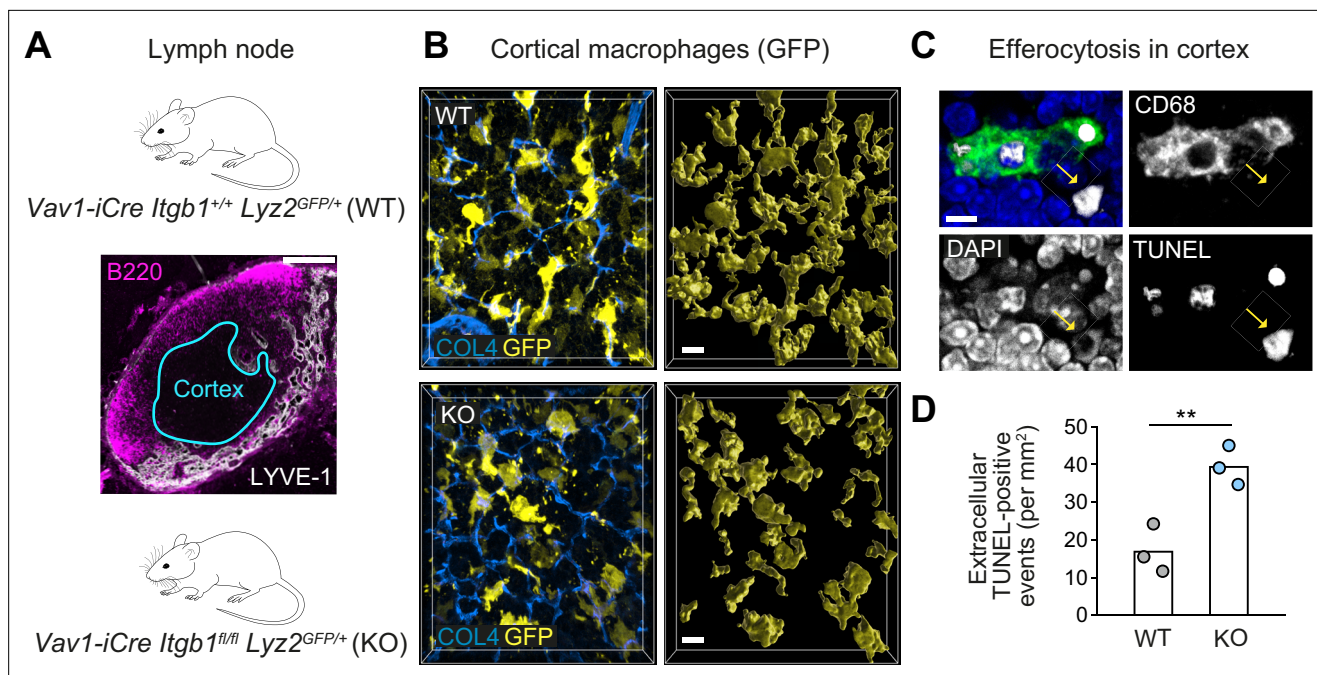 A
Lymph node
Vav1-iCre Itgb1+/+ Lyz2GFP/+ (WT)
B220
Cortex
LYVE-1
Vav1-iCre Itgb1fl/fl Lyz2GFP/+ (KO)
B
Cortical macrophages (GFP)
WT
COL4 GFP
KO
COL4 GFP
C
Efferocytosis in cortex
CD68
DAPI
TUNEL
D
Extracellular
TUNEL-positive
events (per mm2)
50
40
30
20
10
0
**
WT
KO